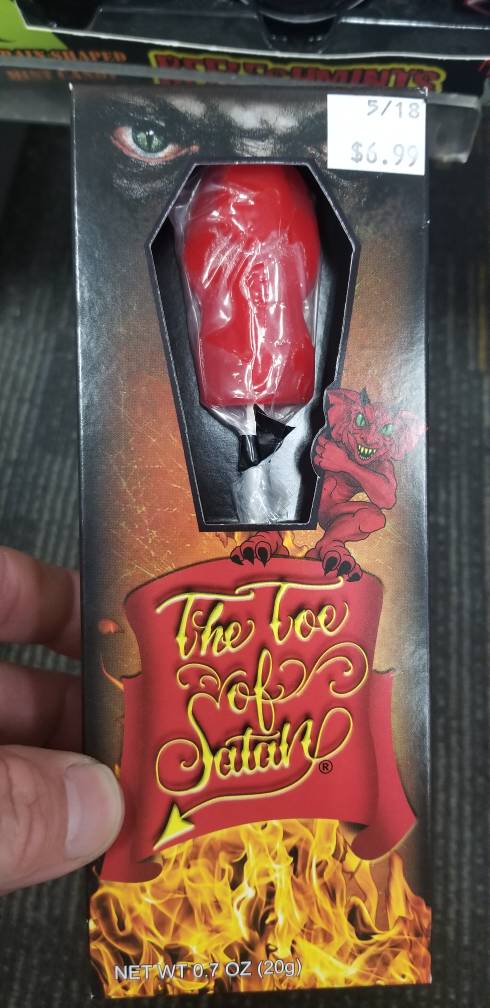 5/18
$6.99
The Toe
of
Satan®
NET WT 0.7 OZ (20g)